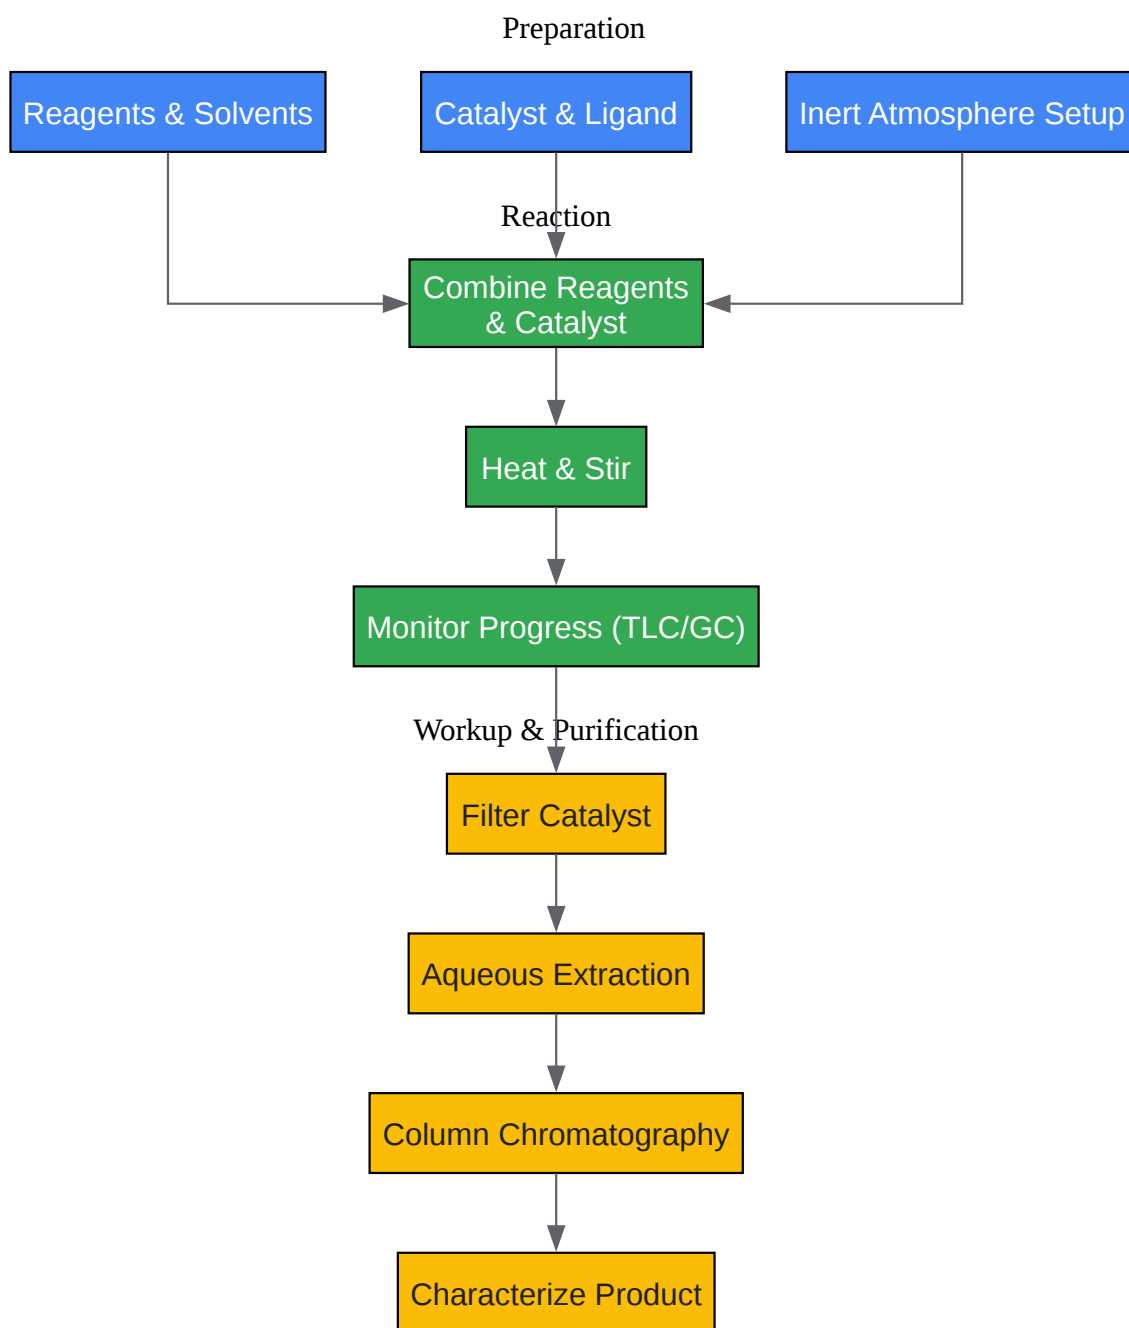 Preparation
Reagents & Solvents
Catalyst & Ligand
Inert Atmosphere Setup
Reaction
Combine Reagents
& Catalyst
Heat & Stir
Monitor Progress (TLC/GC)
Workup & Purification
Filter Catalyst
Aqueous Extraction
Column Chromatography
Characterize Product